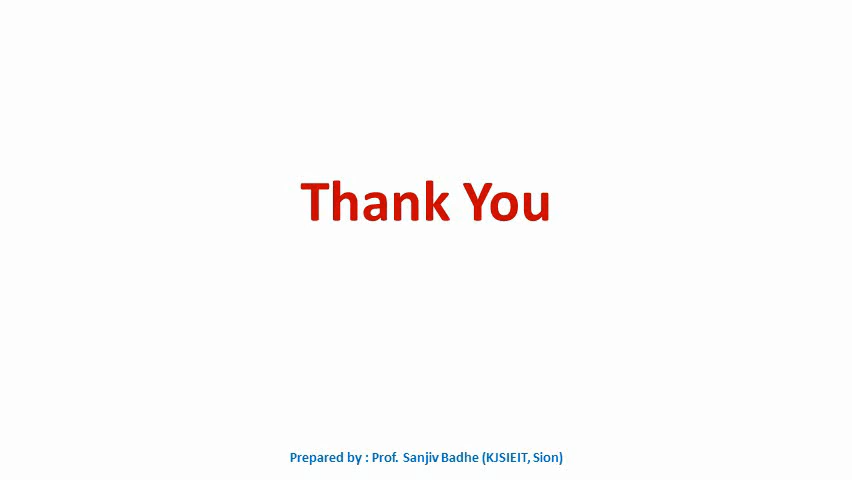 Thank You
Prepared by : Prof. Sanjiv Badhe (KJSIEIT, Sion)